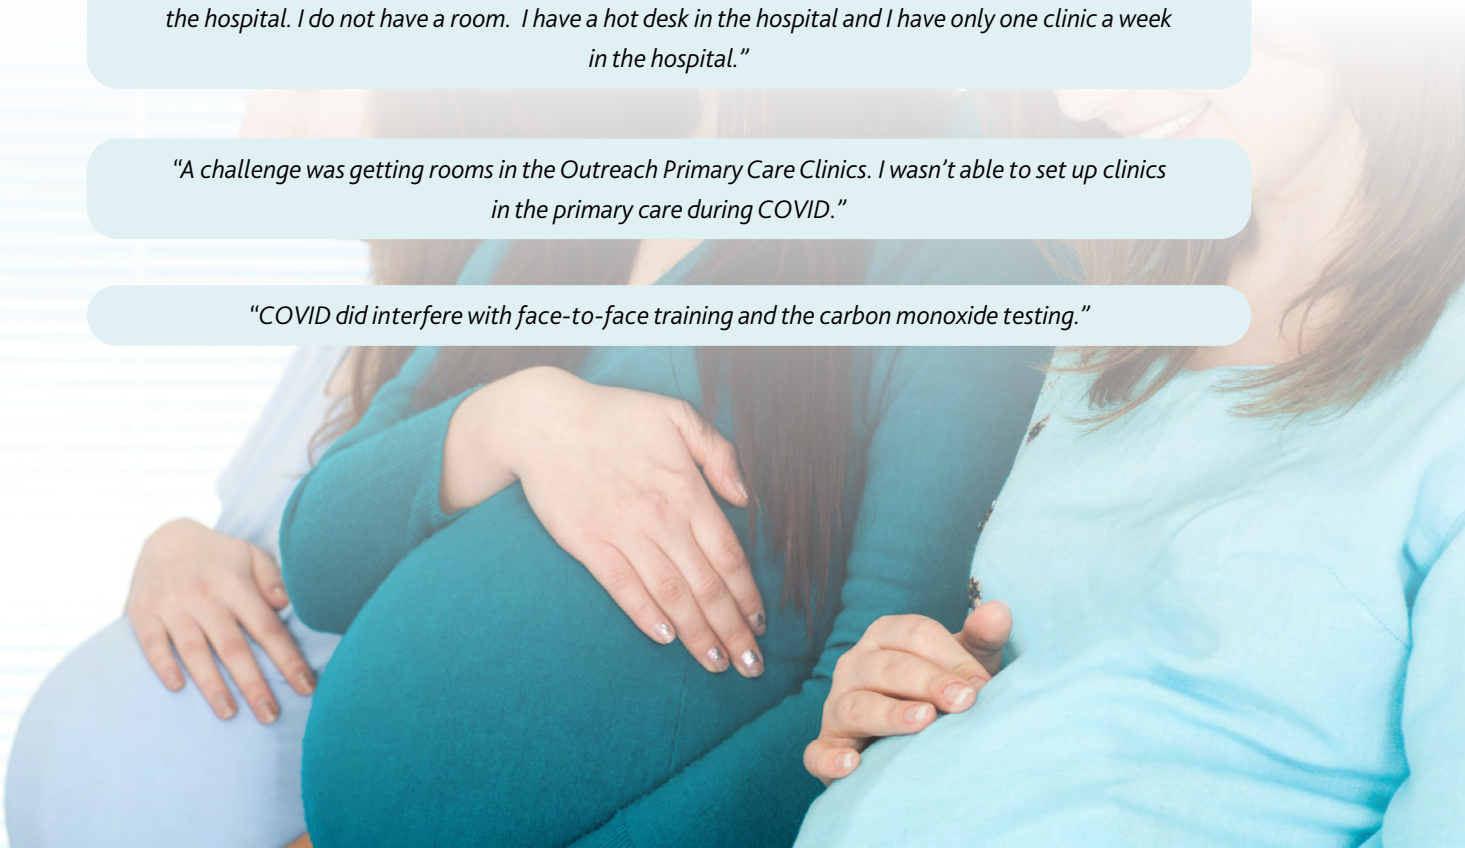 the hospital. I do not have a room.  I have a hot desk in the hospital and I have only one clinic a week
in the hospital.”
“A challenge was getting rooms in the Outreach Primary Care Clinics. I wasn’t able to set up clinics
in the primary care during COVID.”
“COVID did interfere with face-to-face training and the carbon monoxide testing.”